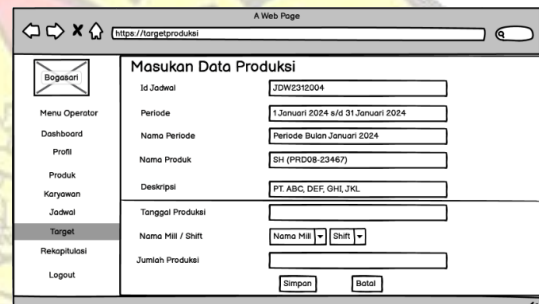 A Web Page
https://targetproduksi
Bogasari
Menu Operator
Dashboard
Profil
Produk
Karyawan
Jadwal
Target
Rekapitulasi
Logout
Masukan Data Produksi
Id Jadwal JDW2312004
Periode 1 Januari 2024 s/d 31 Januari 2024
Nama Periode Periode Bulan Januari 2024
Nama Produk SH (PRD08-23467)
Deskripsi PT. ABC, DEF, GHI, JKL
Tanggal Produksi
Nama Mill / Shift Nama Mill Shift
Jumlah Produksi
Simpan Batal